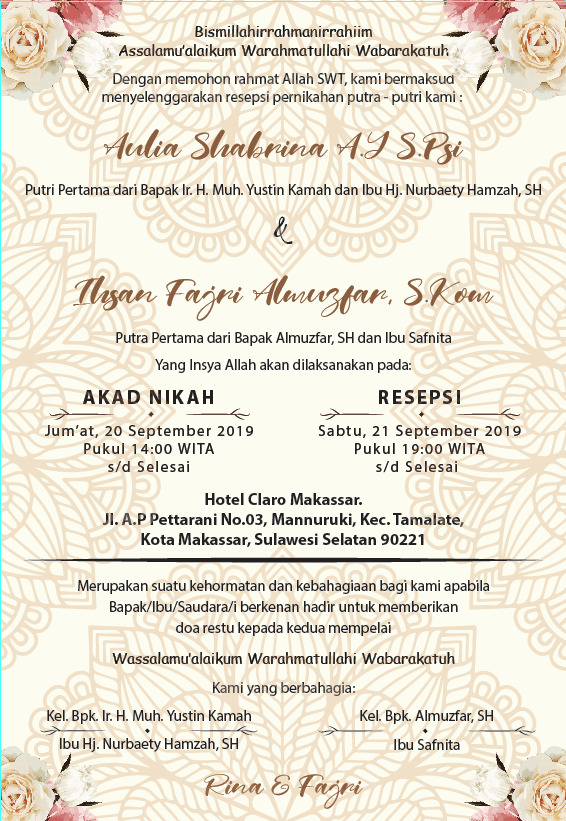 Bismillahirrahmanirrahiim
Assalamu'alaikum Warahmatullahi Wabarakatuh
Dengan memohon rahmat Allah SWT, kami bermaksud
menyelenggarakan resepsi pernikahan putra - putri kami :
Aulia Shabrina A.Y S.Psi
Putri Pertama dari Bapak Ir. H. Muh. Yustin Kamah dan Ibu Hj. Nurbaety Hamzah, SH
&
Ihsan Fajri Almuzfar, S.Kom
Putra Pertama dari Bapak Almuzfar, SH dan Ibu Safnita
Yang Insya Allah akan dilaksanakan pada:
AKAD NIKAH
Jum'at, 20 September 2019
Pukul 14:00 WITA
s/d Selesai
RESEPSI
Sabtu, 21 September 2019
Pukul 19:00 WITA
s/d Selesai
Hotel Claro Makassar.
Jl. A.P Pettarani No.03, Mannuruki, Kec. Tamalate,
Kota Makassar, Sulawesi Selatan 90221
Merupakan suatu kehormatan dan kebahagiaan bagi kami apabila
Bapak/Ibu/Saudara/i berkenan hadir untuk memberikan
doa restu kepada kedua mempelai
Wassalamu'alaikum Warahmatullahi Wabarakatuh
Kami yang berbahagia:
Kel. Bpk. Ir. H. Muh. Yustin Kamah
Ibu Hj. Nurbaety Hamzah, SH
Kel. Bpk. Almuzfar, SH
Ibu Safnita
Rina & Fajri